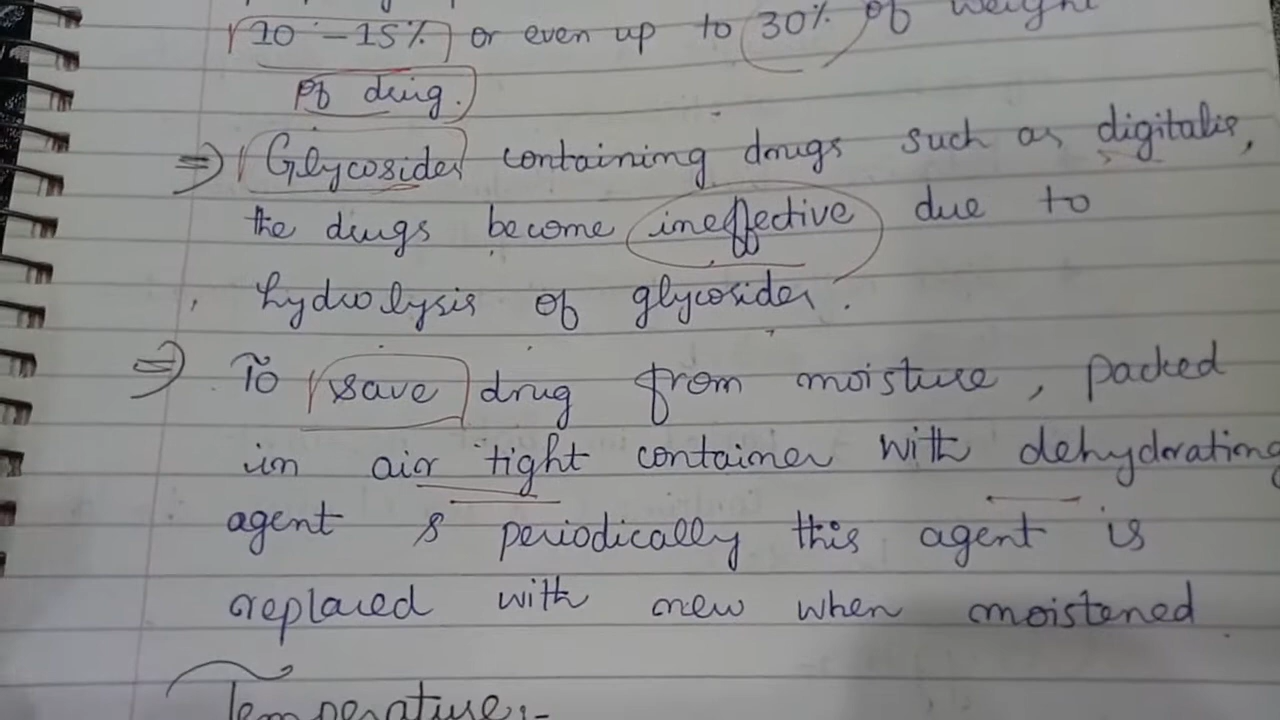 10 - 15% or even up to 30% of weight
of drug.
⇒ Glycosides containing drugs such as digitalis,
the drugs become ineffective due to
hydrolysis of glycosides.
⇒ To save drug from moisture, packed
in air tight container with dehydrating
agent & periodically this agent is
replaced with new when moistened
Temperature:-